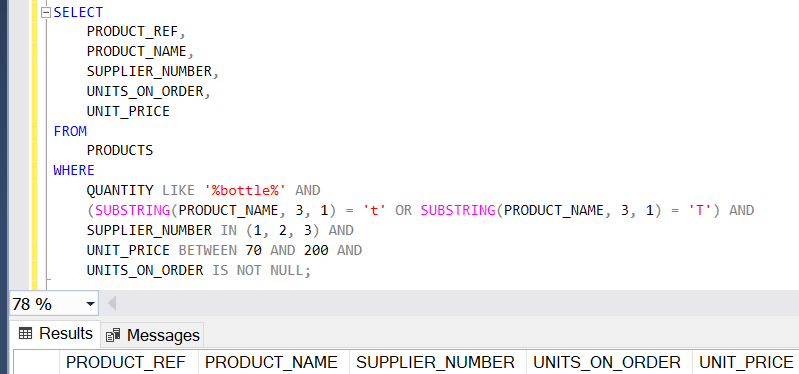 SELECT
PRODUCT_REF,
PRODUCT_NAME,
SUPPLIER_NUMBER,
UNITS_ON_ORDER,
UNIT_PRICE
FROM
PRODUCTS
WHERE
QUANTITY LIKE '%bottle%' AND
(SUBSTRING(PRODUCT_NAME, 3, 1) = 't' OR SUBSTRING(PRODUCT_NAME, 3, 1) = 'T') AND
SUPPLIER_NUMBER IN (1, 2, 3) AND
UNIT_PRICE BETWEEN 70 AND 200 AND
UNITS_ON_ORDER IS NOT NULL;
78 %
Results Messages
PRODUCT_REF PRODUCT_NAME SUPPLIER_NUMBER UNITS_ON_ORDER UNIT_PRICE